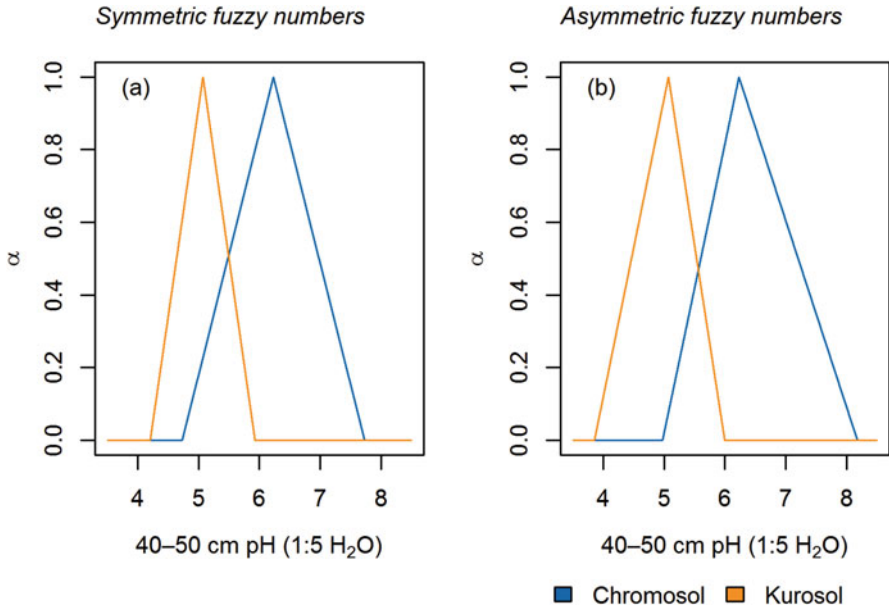 Symmetric fuzzy numbers
Asymmetric fuzzy numbers
(a)
α
1.0
0.8
0.6
0.4
0.2
0.0
4 5 6 7 8
40–50 cm pH (1:5 H₂O)
(b)
α
1.0
0.8
0.6
0.4
0.2
0.0
4 5 6 7 8
40–50 cm pH (1:5 H₂O)
Chromosol Kurosol